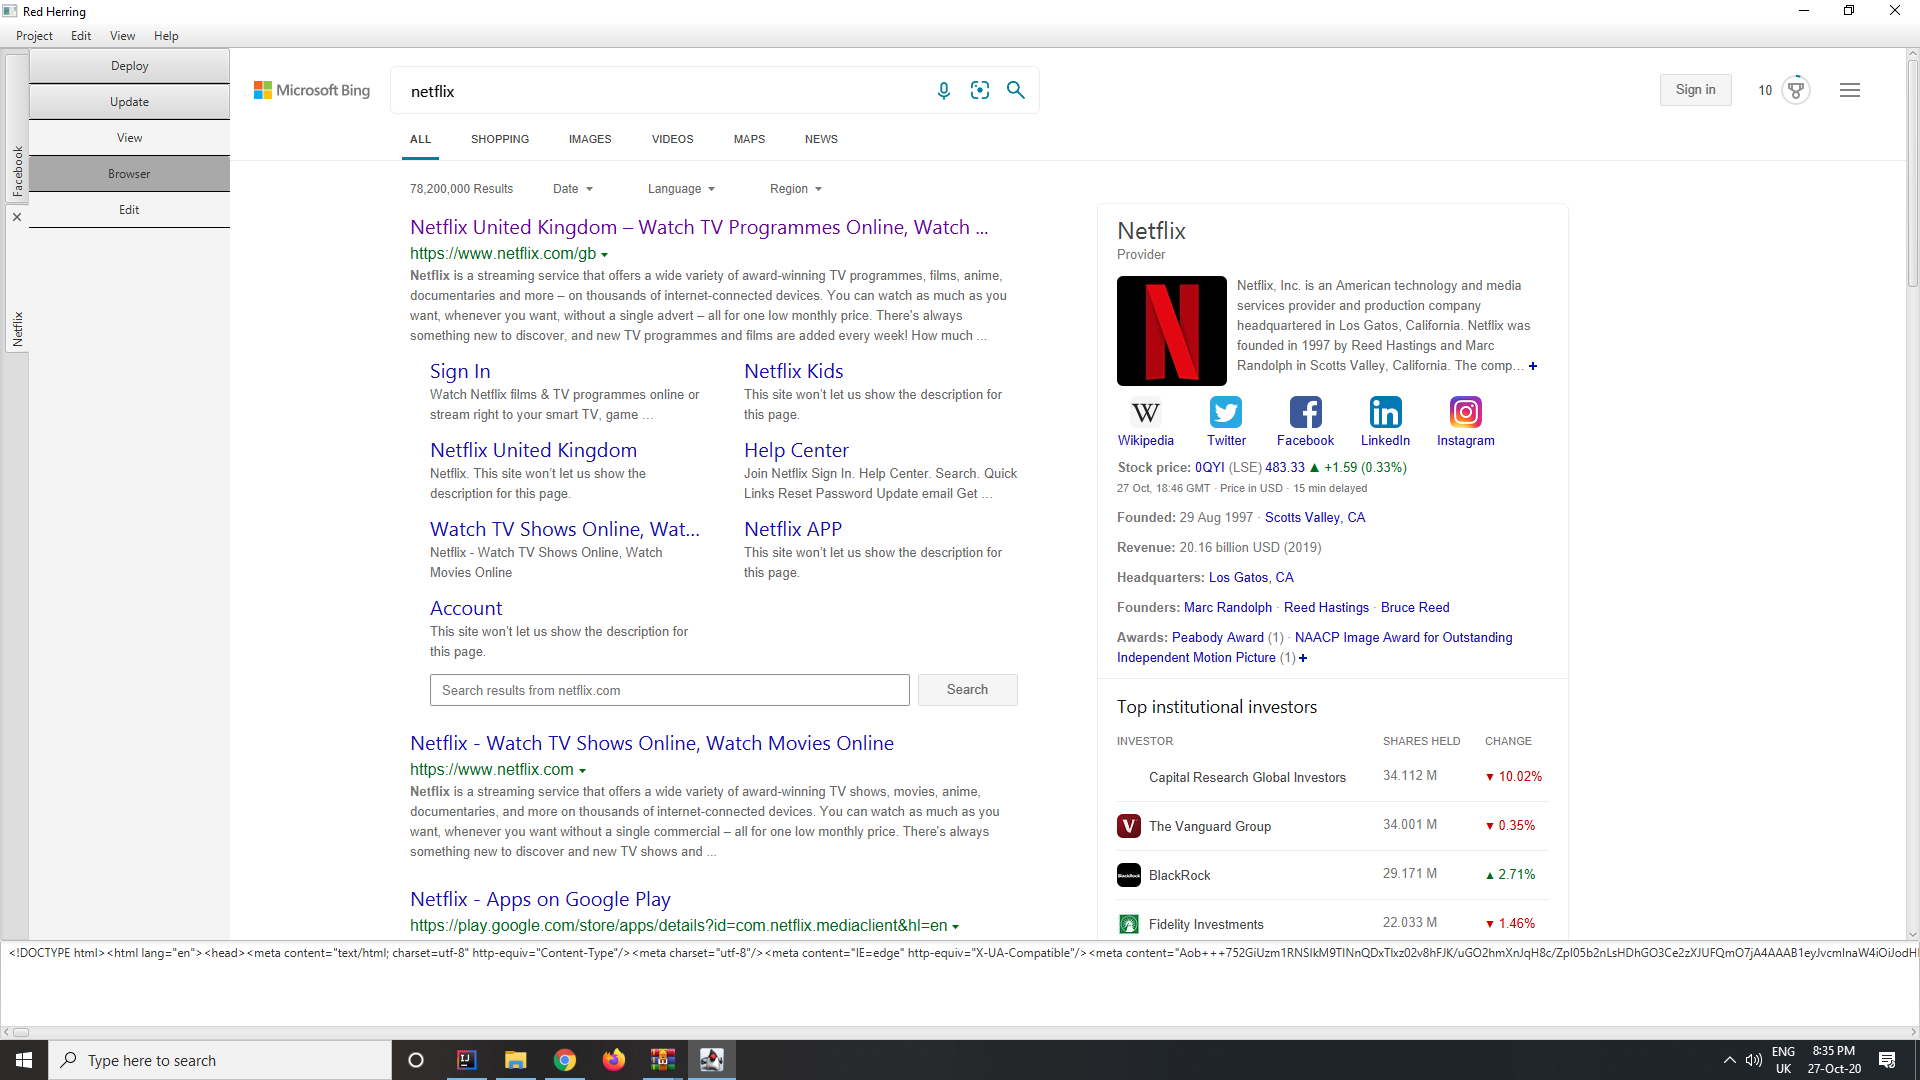 Red Herring
Project Edit View Help
Deploy
Update
View
Browser
Edit
Facebook
Netflix
Microsoft Bing
netflix
Sign in
10
ALL SHOPPING IMAGES VIDEOS MAPS NEWS
78,200,000 Results Date Language Region
Netflix United Kingdom – Watch TV Programmes Online, Watch ...
https://www.netflix.com/gb
Netflix is a streaming service that offers a wide variety of award-winning TV programmes, films, anime,
documentaries and more – on thousands of internet-connected devices. You can watch as much as you
want, whenever you want, without a single advert – all for one low monthly price. There's always
something new to discover, and new TV programmes and films are added every week! How much ...
Sign In
Watch Netflix films & TV programmes online or
stream right to your smart TV, game …
Netflix Kids
This site won't let us show the description for
this page.
Netflix United Kingdom
Netflix. This site won't let us show the
description for this page.
Help Center
Join Netflix Sign In. Help Center. Search. Quick
Links Reset Password Update email Get …
Watch TV Shows Online, Wat...
Netflix - Watch TV Shows Online, Watch
Movies Online
Netflix APP
This site won't let us show the description for
this page.
Account
This site won't let us show the description for
this page.
Search results from netflix.com
Search
Netflix - Watch TV Shows Online, Watch Movies Online
https://www.netflix.com
Netflix is a streaming service that offers a wide variety of award-winning TV shows, movies, anime,
documentaries, and more on thousands of internet-connected devices. You can watch as much as you
want, whenever you want without a single commercial – all for one low monthly price. There's always
something new to discover and new TV shows and ...
Netflix - Apps on Google Play
https://play.google.com/store/apps/details?id=com.netflix.mediaclient&hl=en
Netflix
Provider
Netflix, Inc. is an American technology and media
services provider and production company
headquartered in Los Gatos, California. Netflix was
founded in 1997 by Reed Hastings and Marc
Randolph in Scotts Valley, California. The comp… +
Wikipedia Twitter Facebook LinkedIn Instagram
Stock price: 0QYI (LSE) 483.33 ▲ +1.59 (0.33%)
27 Oct, 18:46 GMT · Price in USD · 15 min delayed
Founded: 29 Aug 1997 · Scotts Valley, CA
Revenue: 20.16 billion USD (2019)
Headquarters: Los Gatos, CA
Founders: Marc Randolph · Reed Hastings · Bruce Reed
Awards: Peabody Award (1) · NAACP Image Award for Outstanding
Independent Motion Picture (1) +
Top institutional investors
INVESTOR SHARES HELD CHANGE
Capital Research Global Investors 34.112 M ▼ 10.02%
The Vanguard Group 34.001 M ▼ 0.35%
BlackRock BlackRock 29.171 M ▲ 2.71%
Fidelity Investments 22.033 M ▼ 1.46%
<!DOCTYPE html><html lang="en"><head><meta content="text/html; charset=utf-8" http-equiv="Content-Type"/><meta charset="utf-8"/><meta content="IE=edge" http-equiv="X-UA-Compatible"/><meta content="
Type here to search
ENG
UK
8:35 PM
27-Oct-20